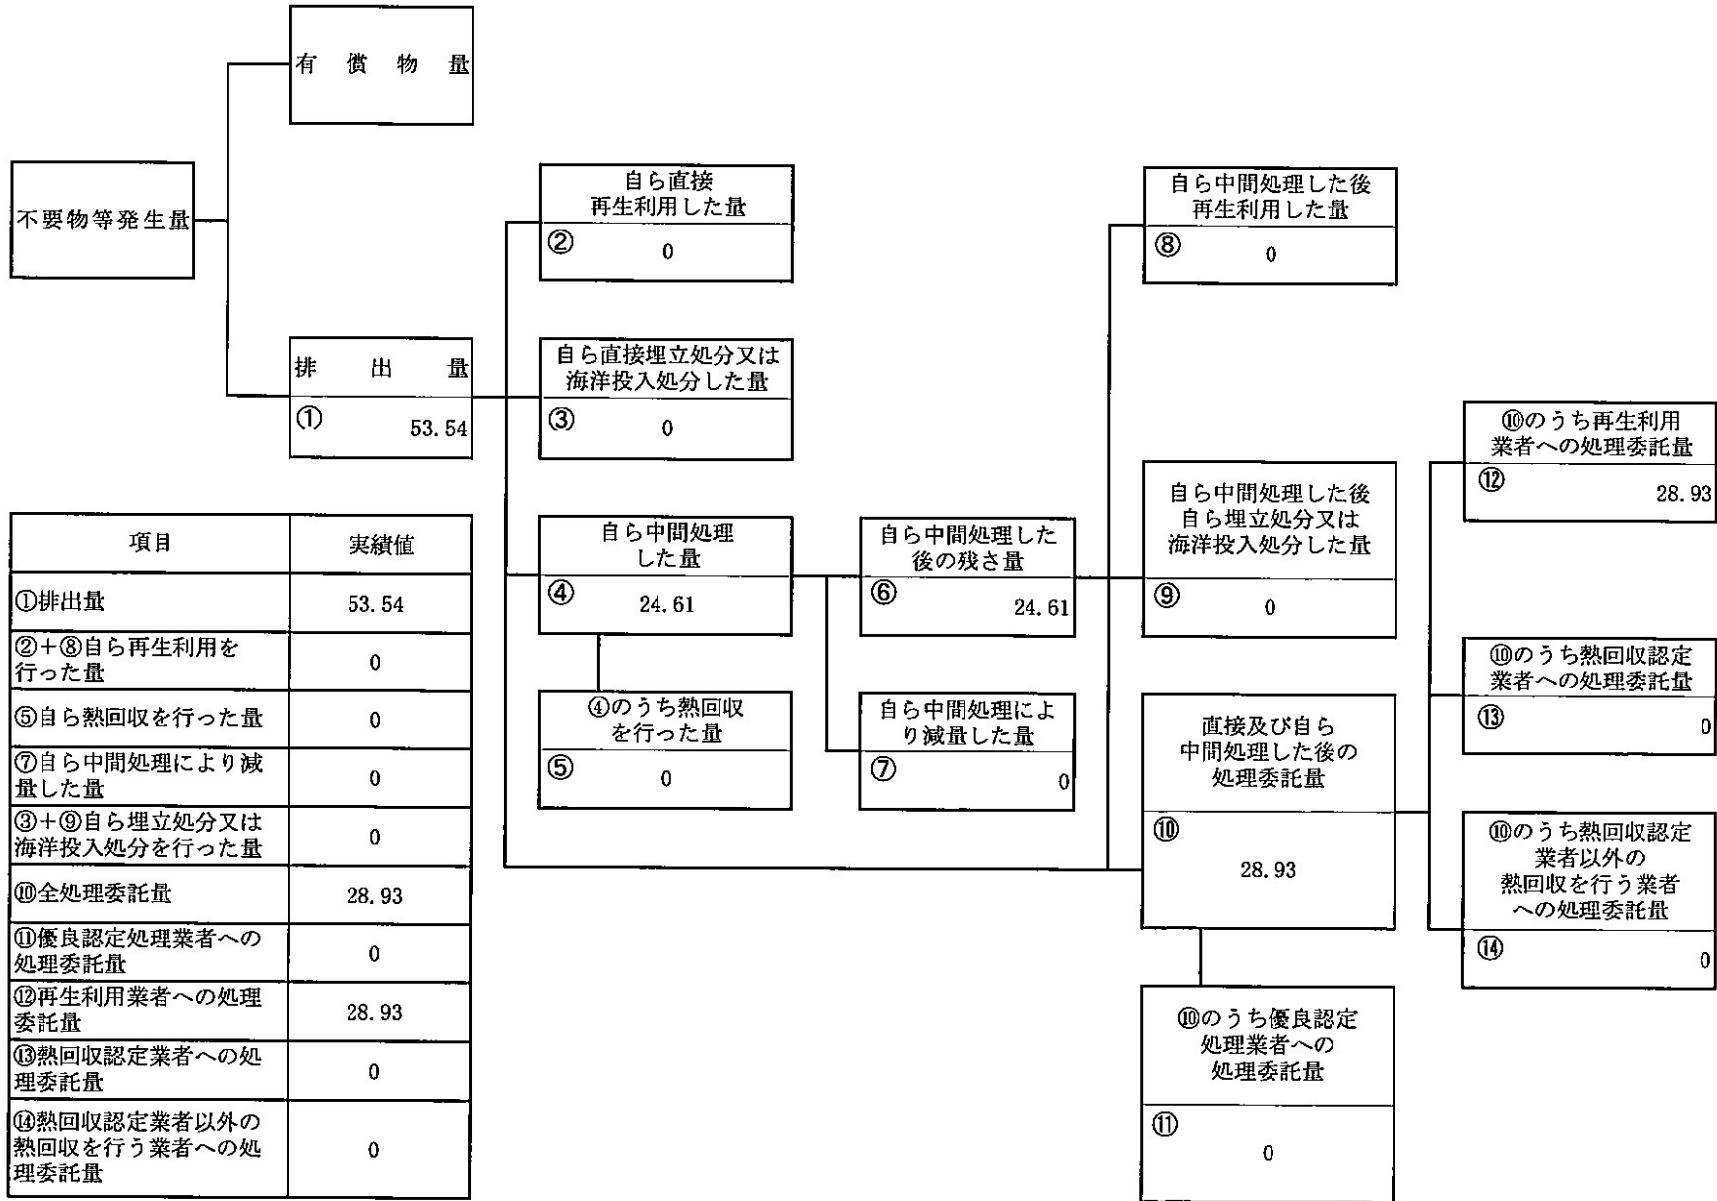 有償物量
不要物等発生量
排出量
①
53.54
自ら直接
再生利用した量
②
0
自ら直接埋立処分又は
海洋投入処分した量
③
0
自ら中間処理
した量
④
24.61
④のうち熱回収
を行った量
⑤
0
自ら中間処理した
後の残さ量
⑥
24.61
自ら中間処理によ
り減量した量
⑦
0
自ら中間処理した後
再生利用した量
⑧
0
自ら中間処理した後
自ら埋立処分又は
海洋投入処分した量
⑨
0
直接及び自ら
中間処理した後の
処理委託量
⑩
28.93
⑩のうち優良認定
処理業者への
処理委託量
⑪
0
⑩のうち再生利用
業者への処理委託量
⑫
28.93
⑩のうち熱回収認定
業者への処理委託量
⑬
0
⑩のうち熱回収認定
業者以外の
熱回収を行う業者
への処理委託量
⑭
0
項目 実績値
①排出量 53.54
②+⑧自ら再生利用を
行った量 0
⑤自ら熱回収を行った量 0
⑦自ら中間処理により減
量した量 0
③+⑨自ら埋立処分又は
海洋投入処分を行った量 0
⑩全処理委託量 28.93
⑪優良認定処理業者への
処理委託量 0
⑫再生利用業者への処理
委託量 28.93
⑬熱回収認定業者への処
理委託量 0
⑭熱回収認定業者以外の
熱回収を行う業者への処
理委託量 0